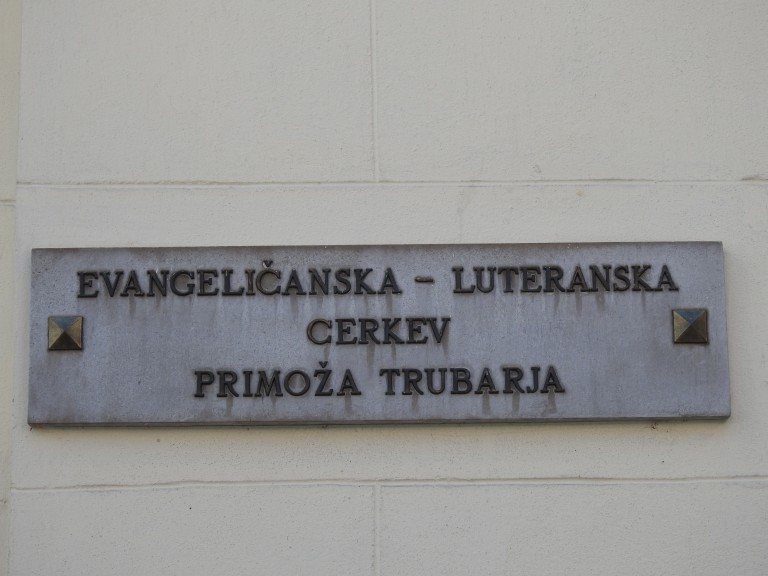 EVANGELIČANSKA - LUTERANSKA
CERKEV
PRIMOŽA TRUBARJA